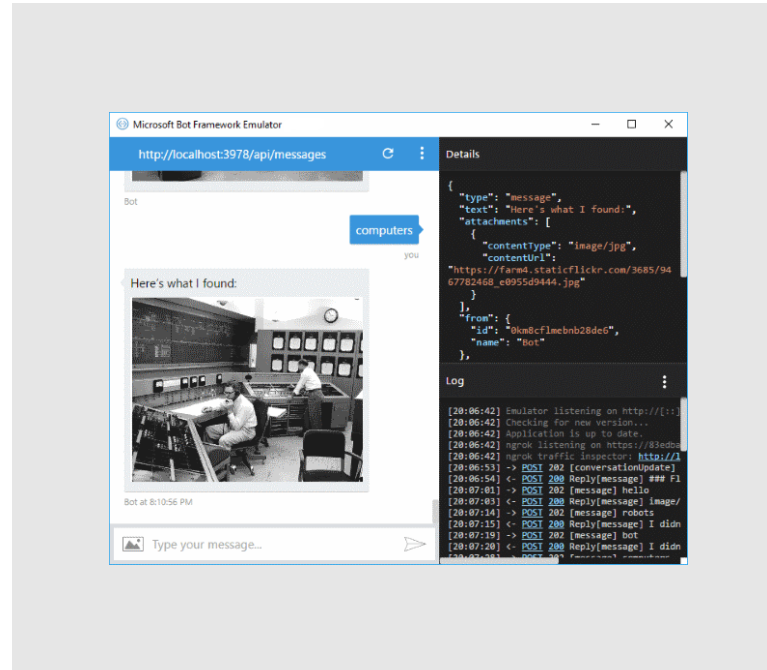 Microsoft Bot Framework Emulator
http://localhost:3978/api/messages
Bot
computers
you
Here's what I found:
Bot at 8:10:56 PM
Type your message...
Details
{
"type": "message",
"text": "Here's what I found:",
"attachments": [
{
"contentType": "image/jpg",
"contentUrl":
"https://farm4.staticflickr.com/3685/94
67782468_e0955d9444.jpg"
}
],
"from": {
"id": "0km8cflmebnb28de6",
"name": "Bot"
},
Log
[20:06:42] Emulator listening on http://[::]
[20:06:42] Checking for new version...
[20:06:42] Application is up to date.
[20:06:42] ngrok listening on https://83edba
[20:06:42] ngrok traffic inspector: http://l
[20:06:53] -> POST 202 [conversationUpdate]
[20:06:54] <- POST 200 Reply[message] ### Fl
[20:07:01] -> POST 202 [message] hello
[20:07:03] <- POST 200 Reply[message] image/
[20:07:14] -> POST 202 [message] robots
[20:07:15] <- POST 200 Reply[message] I didn
[20:07:19] -> POST 202 [message] bot
[20:07:20] <- POST 200 Reply[message] I didn
[20:07:28] -> POST 202 [message] computers